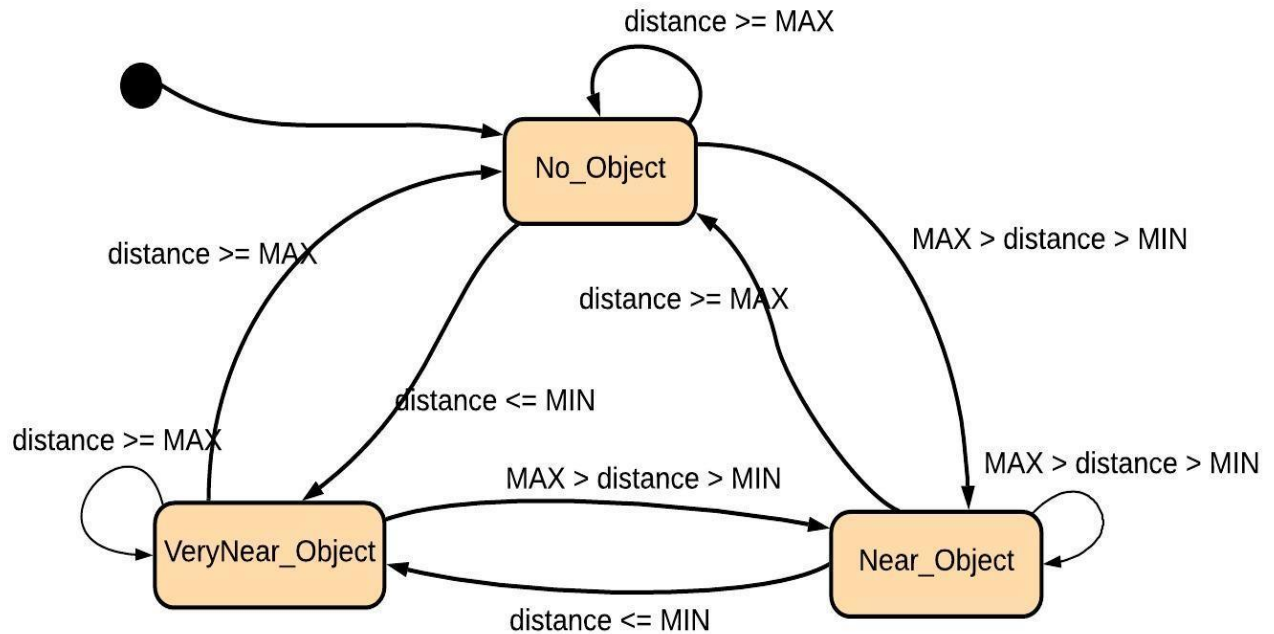 distance >= MAX
No_Object
MAX > distance > MIN
distance >= MAX
distance >= MAX
distance <= MIN
distance >= MAX
MAX > distance > MIN
MAX > distance > MIN
VeryNear_Object
Near_Object
distance <= MIN